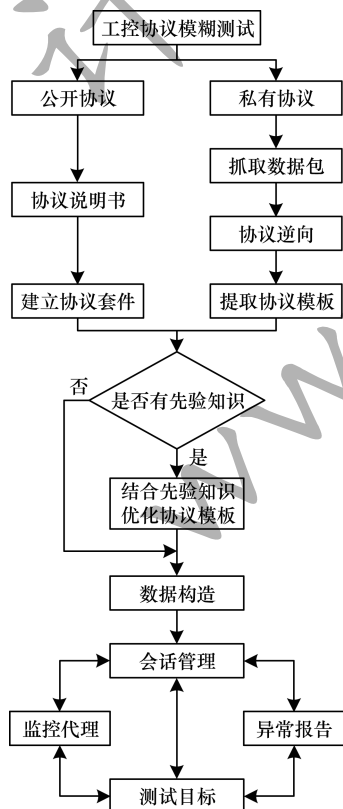 工控协议模糊测试
公开协议
私有协议
抓取数据包
协议说明书
协议逆向
建立协议套件
提取协议模板
否
是否有先验知识
是
结合先验知识
优化协议模板
数据构造
会话管理
监控代理
异常报告
测试目标